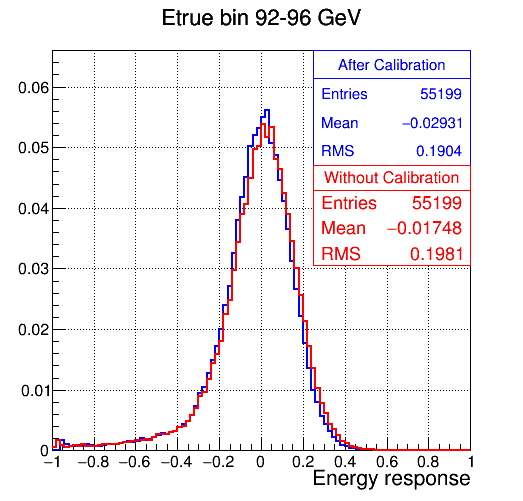 Etrue bin 92-96 GeV
After Calibration
Entries 55199
Mean −0.02931
RMS 0.1904
Without Calibration
Entries 55199
Mean −0.01748
RMS 0.1981
0.06
0.05
0.04
0.03
0.02
0.01
0
−1 −0.8 −0.6 −0.4 −0.2 0 0.2 0.4 0.6 0.8 1
Energy response